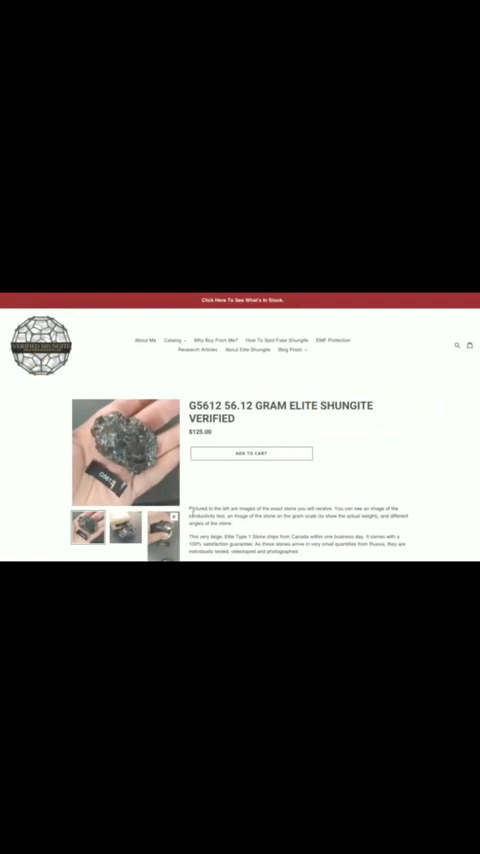 Click Here To See What's In Stock.
VERIFIED SHUNGITE
About Me Catalog Why Buy From Me? How To Spot Fake Shungite EMF Protection
Research Articles About Elite Shungite Blog Posts
G5612 56.12 GRAM ELITE SHUNGITE
VERIFIED
$125.00
ADD TO CART
G5612
Pictured to the left are images of the exact stone you will receive. You can see an image of the
conductivity test, an image of the stone on the gram scale (to show the actual weight), and different
angles of the stone.
This very large, Elite Type 1 Stone ships from Canada within one business day. It comes with a
100% satisfaction guarantee. As these stones arrive in very small quantities from Russia, they are
individually tested, videotaped and photographed.